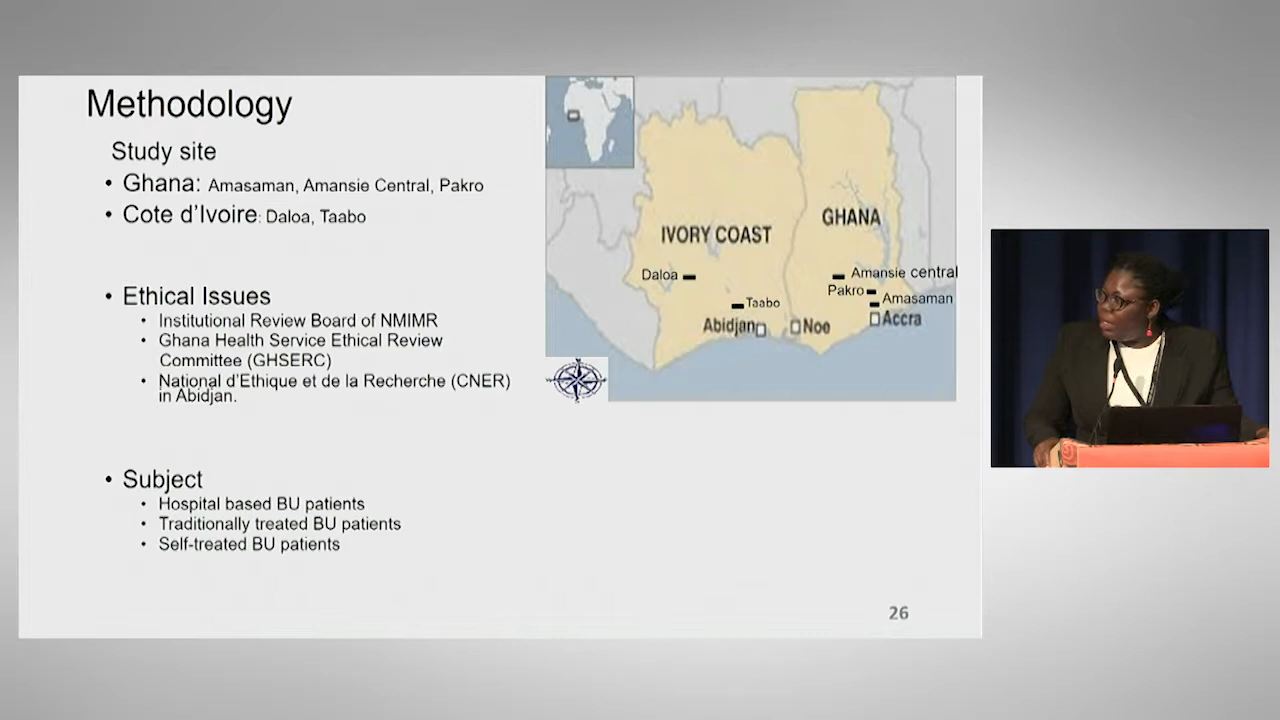 Methodology
Study site
• Ghana: Amasaman, Amansie Central, Pakro
• Cote d'Ivoire: Daloa, Taabo
• Ethical Issues
• Institutional Review Board of NMIMR
• Ghana Health Service Ethical Review
Committee (GHSERC)
• National d'Ethique et de la Recherche (CNER)
in Abidjan.
• Subject
• Hospital based BU patients
• Traditionally treated BU patients
• Self-treated BU patients
IVORY COAST
GHANA
Daloa
Amansie central
Pakro
Taabo
Amasaman
Abidjan
Noe
Accra
26